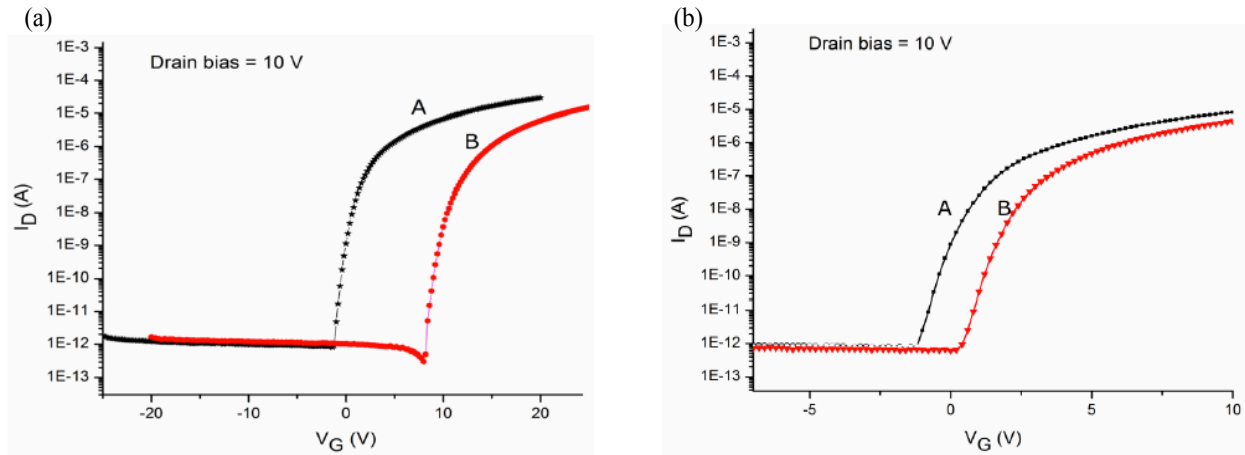 (a)
Drain bias = 10 V
A
B
1E-3
1E-4
1E-5
1E-6
1E-7
1E-8
1E-9
1E-10
1E-11
1E-12
1E-13
I_D (A)
-20
-10
0
10
20
V_G (V)
(b)
Drain bias = 10 V
A
B
1E-3
1E-4
1E-5
1E-6
1E-7
1E-8
1E-9
1E-10
1E-11
1E-12
1E-13
I_D (A)
-5
0
5
10
V_G (V)